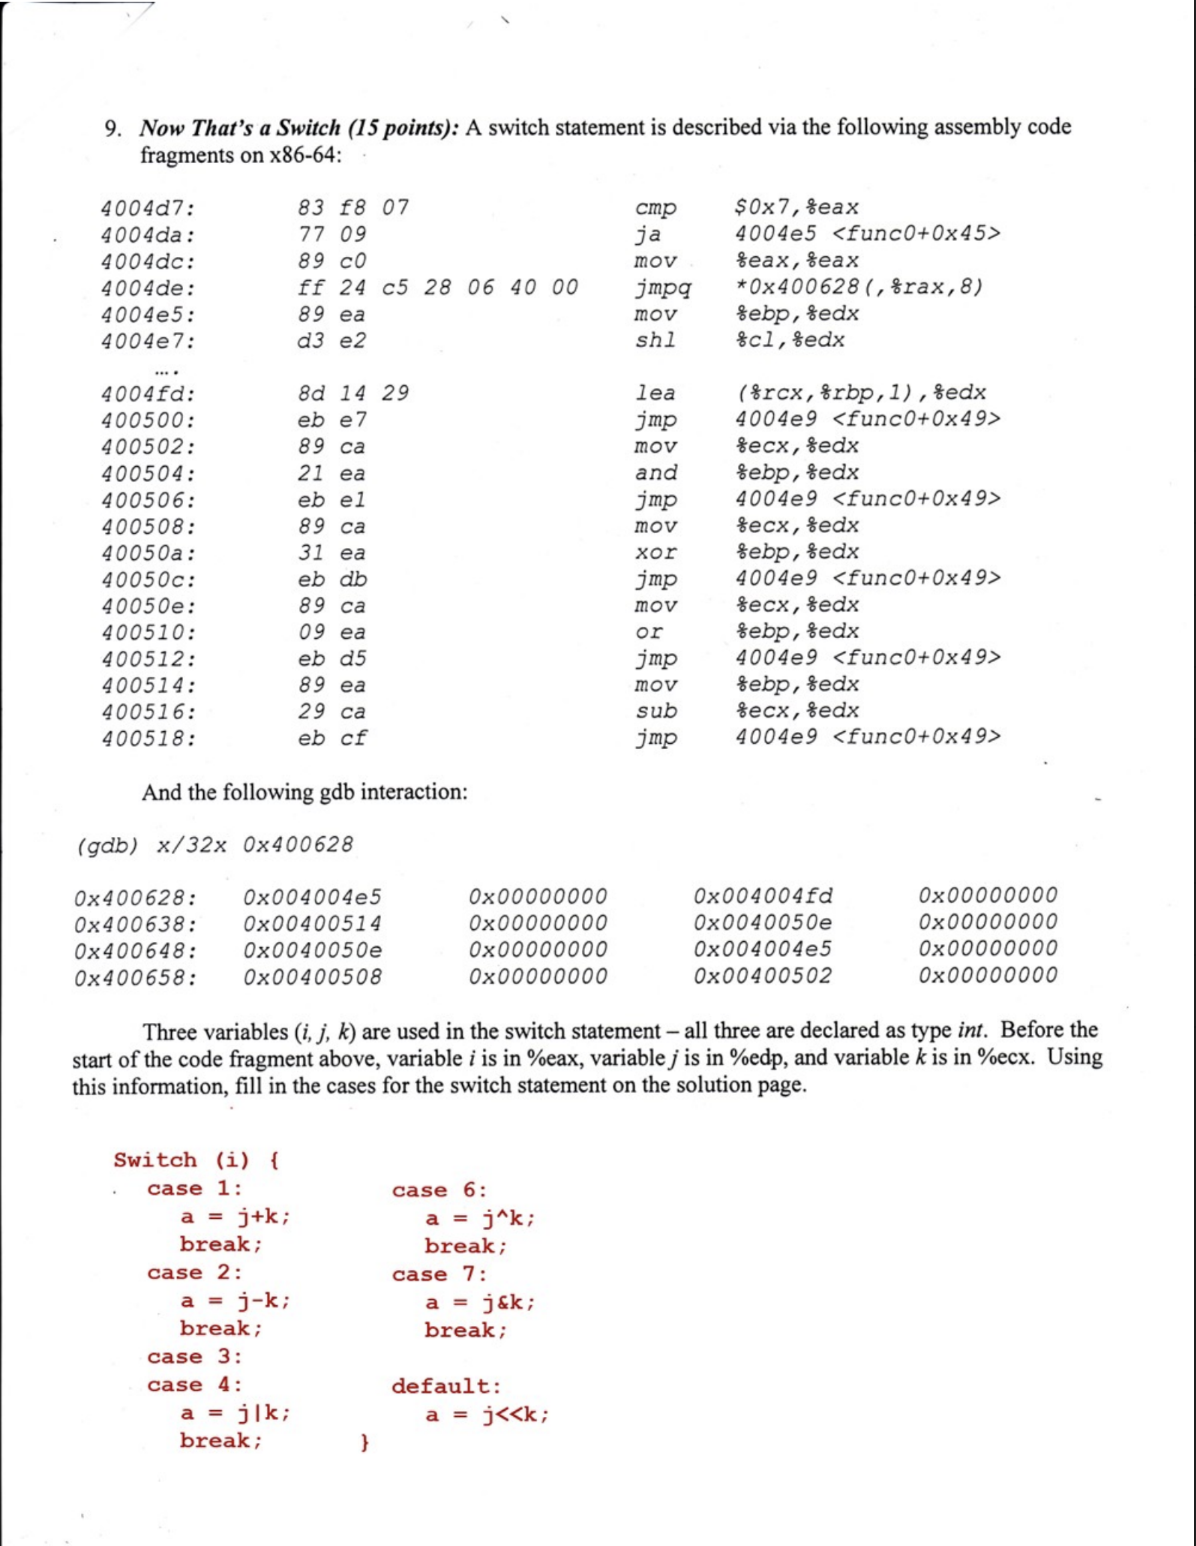 9. Now That's a Switch (15 points): A switch statement is described via the following assembly code
fragments on x86-64:
4004d7: 83 f8 07 cmp $0x7,%eax
4004da: 77 09 ja 4004e5 <func0+0x45>
4004dc: 89 c0 mov %eax,%eax
4004de: ff 24 c5 28 06 40 00 jmpq *0x400628(,%rax,8)
4004e5: 89 ea mov %ebp,%edx
4004e7: d3 e2 shl %cl,%edx
....
4004fd: 8d 14 29 lea (%rcx,%rbp,1),%edx
400500: eb e7 jmp 4004e9 <func0+0x49>
400502: 89 ca mov %ecx,%edx
400504: 21 ea and %ebp,%edx
400506: eb e1 jmp 4004e9 <func0+0x49>
400508: 89 ca mov %ecx,%edx
40050a: 31 ea xor %ebp,%edx
40050c: eb db jmp 4004e9 <func0+0x49>
40050e: 89 ca mov %ecx,%edx
400510: 09 ea or %ebp,%edx
400512: eb d5 jmp 4004e9 <func0+0x49>
400514: 89 ea mov %ebp,%edx
400516: 29 ca sub %ecx,%edx
400518: eb cf jmp 4004e9 <func0+0x49>
And the following gdb interaction:
(gdb) x/32x 0x400628
0x400628: 0x004004e5 0x00000000 0x004004fd 0x00000000
0x400638: 0x00400514 0x00000000 0x0040050e 0x00000000
0x400648: 0x0040050e 0x00000000 0x004004e5 0x00000000
0x400658: 0x00400508 0x00000000 0x00400502 0x00000000
Three variables (i, j, k) are used in the switch statement – all three are declared as type int. Before the
start of the code fragment above, variable i is in %eax, variable j is in %edp, and variable k is in %ecx. Using
this information, fill in the cases for the switch statement on the solution page.
Switch (i) {
case 1:
a = j+k;
break;
case 2:
a = j-k;
break;
case 3:
case 4:
a = j|k;
break;
case 6:
a = j^k;
break;
case 7:
a = j&k;
break;
default:
a = j<<k;
}